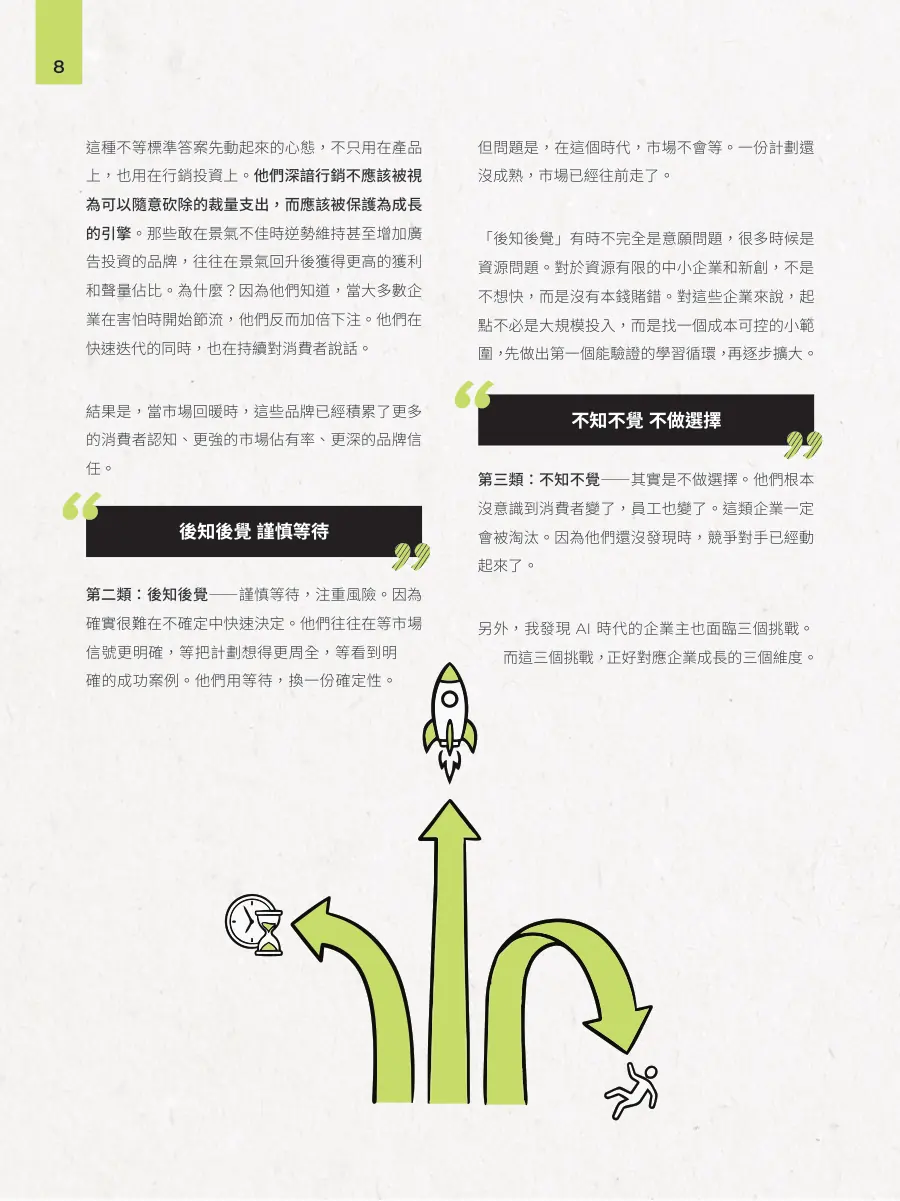 8
這種不等標準答案先動起來的心態，不只用在產品
上，也用在行銷投資上。他們深諳行銷不應該被視
為可以隨意砍除的裁量支出，而應該被保護為成長
的引擎。那些敢在景氣不佳時逆勢維持甚至增加廣
告投資的品牌，往往在景氣回升後獲得更高的獲利
和聲量佔比。為什麼？因為他們知道，當大多數企
業在害怕時開始節流，他們反而加倍下注。他們在
快速迭代的同時，也在持續對消費者說話。
結果是，當市場回暖時，這些品牌已經積累了更多
的消費者認知、更強的市場佔有率、更深的品牌信
任。
“
後知後覺 謹慎等待
”
第二類：後知後覺——謹慎等待，注重風險。因為
確實很難在不確定中快速決定。他們往往在等市場
信號更明確，等把計劃想得更周全，等看到明
確的成功案例。他們用等待，換一份確定性。
但問題是，在這個時代，市場不會等。一份計劃還
沒成熟，市場已經往前走了。
「後知後覺」有時不完全是意願問題，很多時候是
資源問題。對於資源有限的中小企業和新創，不是
不想快，而是沒有本錢賭錯。對這些企業來說，起
點不必是大規模投入，而是找一個成本可控的小範
圍，先做出第一個能驗證的學習循環，再逐步擴大。
“
不知不覺 不做選擇
”
第三類：不知不覺——其實是不做選擇。他們根本
沒意識到消費者變了，員工也變了。這類企業一定
會被淘汰。因為他們還沒發現時，競爭對手已經動
起來了。
另外，我發現 AI 時代的企業主也面臨三個挑戰。
而這三個挑戰，正好對應企業成長的三個維度。